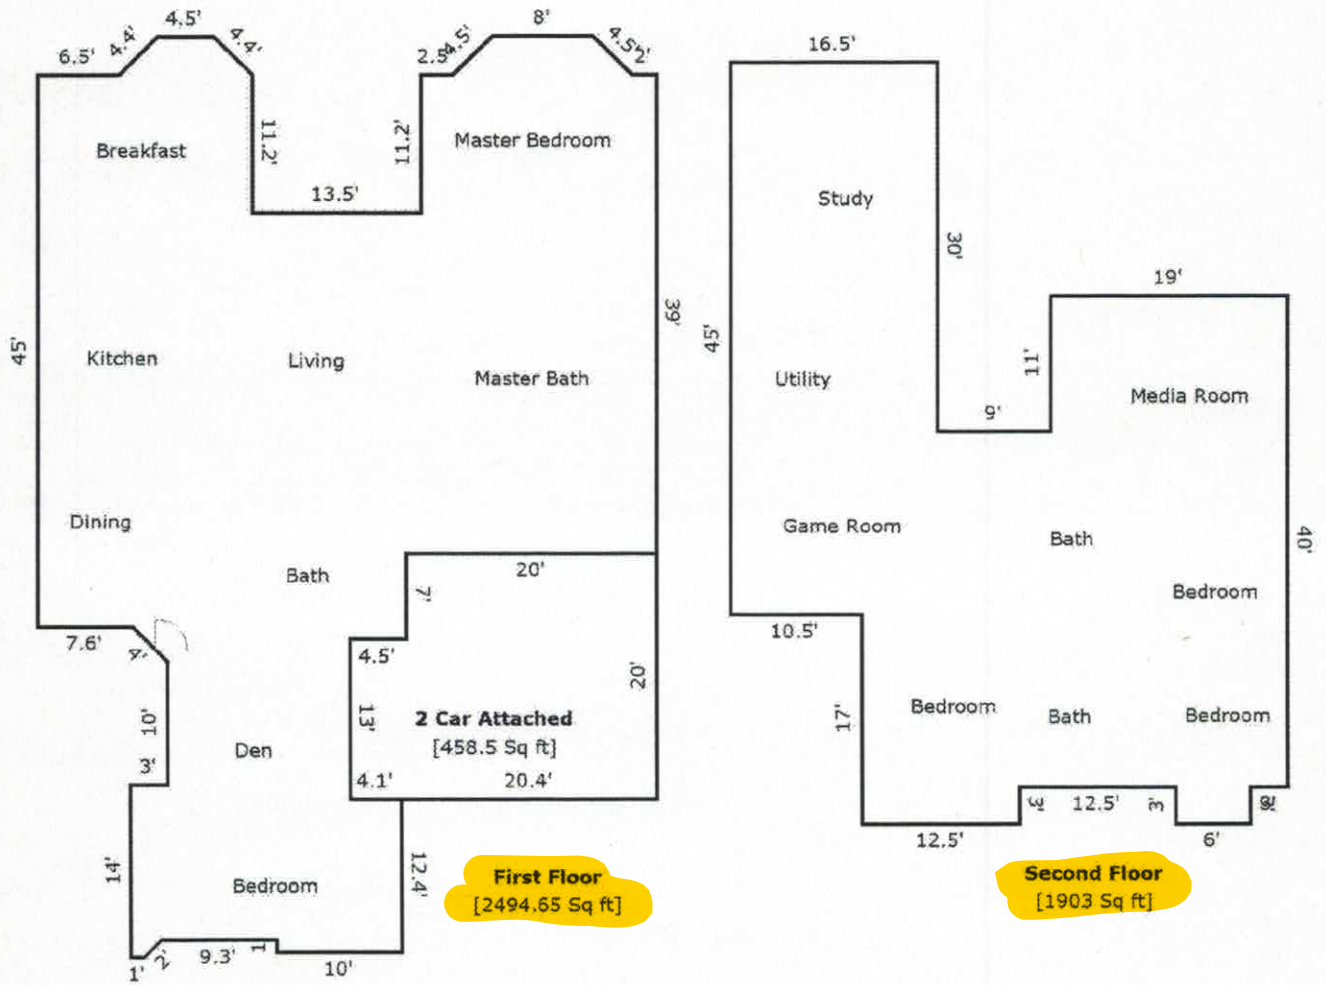 4.5'
8'
6.5'
4.4'
4.4'
2.5'
4.5'
4.5'
2'
16.5'
Breakfast
11.2'
11.2'
Master Bedroom
13.5'
Study
30'
19'
45'
39'
45'
11'
Kitchen
Living
Master Bath
Utility
Media Room
9'
Dining
Game Room
Bath
40'
Bath
20'
7'
Bedroom
7.6'
4'
10.5'
4.5'
20'
10'
13'
2 Car Attached
[458.5 Sq ft]
17'
Bedroom
Bath
Bedroom
Den
3'
4.1'
20.4'
3'
12.5'
3'
12.5'
6'
14'
Bedroom
12.4'
First Floor
[2494.65 Sq ft]
Second Floor
[1903 Sq ft]
1'
2'
9.3'
1
10'